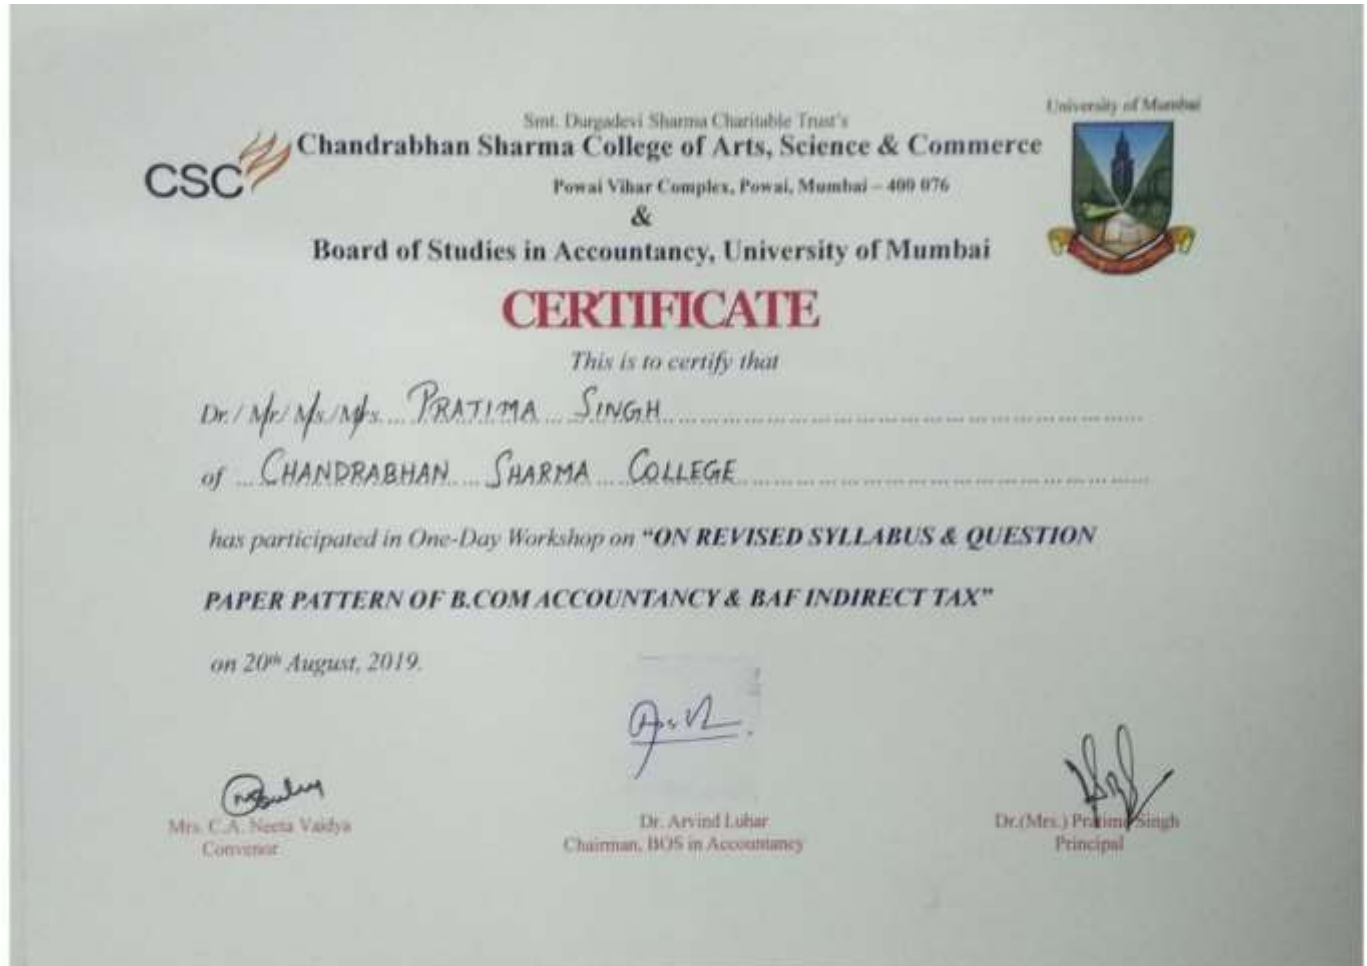 Smt. Durgadevi Sharma Charitable Trust's
University of Mumbai
CSC
Chandrabhan Sharma College of Arts, Science & Commerce
Powai Vihar Complex, Powai, Mumbai – 400 076
&
Board of Studies in Accountancy, University of Mumbai
CERTIFICATE
This is to certify that
Dr./ Mr/ Ms./Mrs.... PRATIMA SINGH
of ... CHANDRABHAN SHARMA COLLEGE
has participated in One-Day Workshop on "ON REVISED SYLLABUS & QUESTION
PAPER PATTERN OF B.COM ACCOUNTANCY & BAF INDIRECT TAX"
on 20th August, 2019.
Mrs. C.A. Neeta Vaidya
Convenor
Dr. Arvind Luhar
Chairman, BOS in Accountancy
Dr.(Mrs.) Pratima Singh
Principal